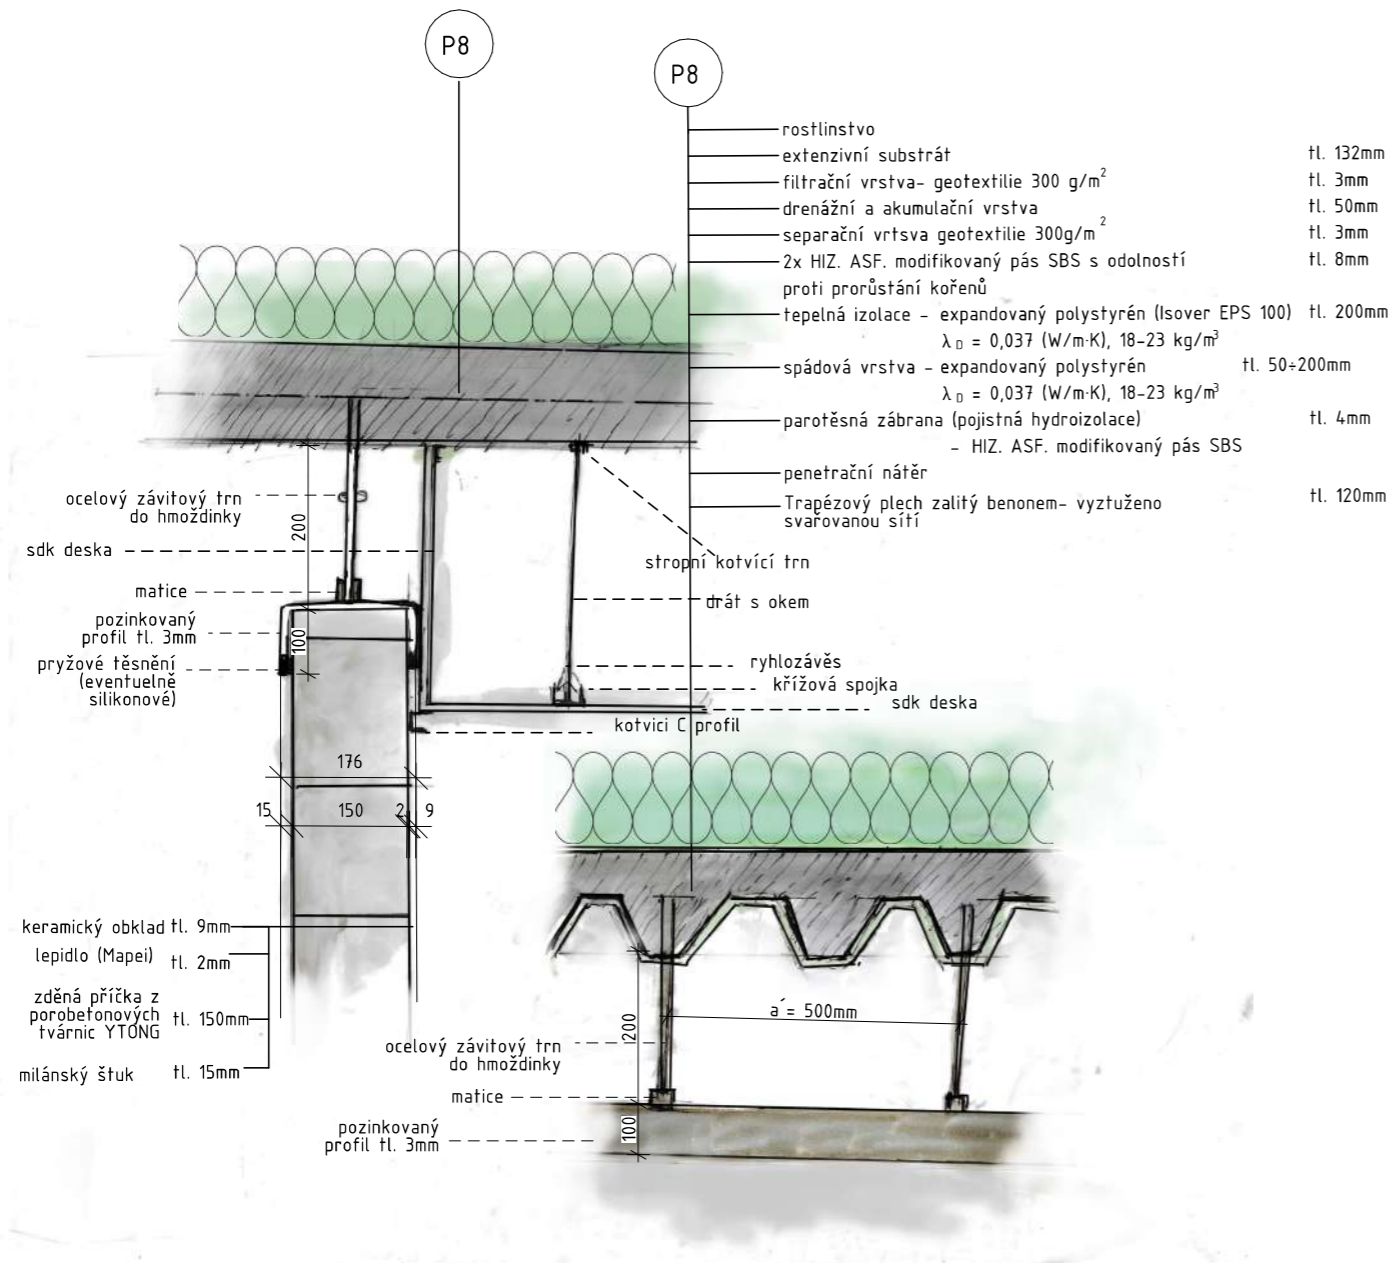 P8
P8
rostlinstvo
extenzivní substrát tl. 132mm
filtrační vrstva- geotextilie 300 g/m² tl. 3mm
drenážní a akumulační vrstva tl. 50mm
separační vrtsva geotextilie 300g/m² tl. 3mm
2x HIZ. ASF. modifikovaný pás SBS s odolností tl. 8mm
proti prorůstání kořenů
tepelná izolace - expandovaný polystyrén (Isover EPS 100) tl. 200mm
λD = 0,037 (W/m·K), 18-23 kg/m³
spádová vrstva - expandovaný polystyrén tl. 50÷200mm
λD = 0,037 (W/m·K), 18-23 kg/m³
parotěsná zábrana (pojistná hydroizolace) tl. 4mm
- HIZ. ASF. modifikovaný pás SBS
penetrační nátěr
Trapézový plech zalitý benonem- vyztuženo tl. 120mm
svařovanou sítí
ocelový závitový trn
do hmoždinky
200
sdk deska
stropní kotvící trn
matice
drát s okem
pozinkovaný
profil tl. 3mm
100
pryžové těsnění
(eventuelně
silikonové)
ryhlozávěs
křížová spojka
sdk deska
kotvici C profil
176
15 150 2 9
keramický obklad tl. 9mm
lepidlo (Mapei) tl. 2mm
zděná příčka z
porobetonových tl. 150mm
tvárnic YTONG
milánský štuk tl. 15mm
a´= 500mm
200
ocelový závitový trn
do hmoždinky
matice
100
pozinkovaný
profil tl. 3mm